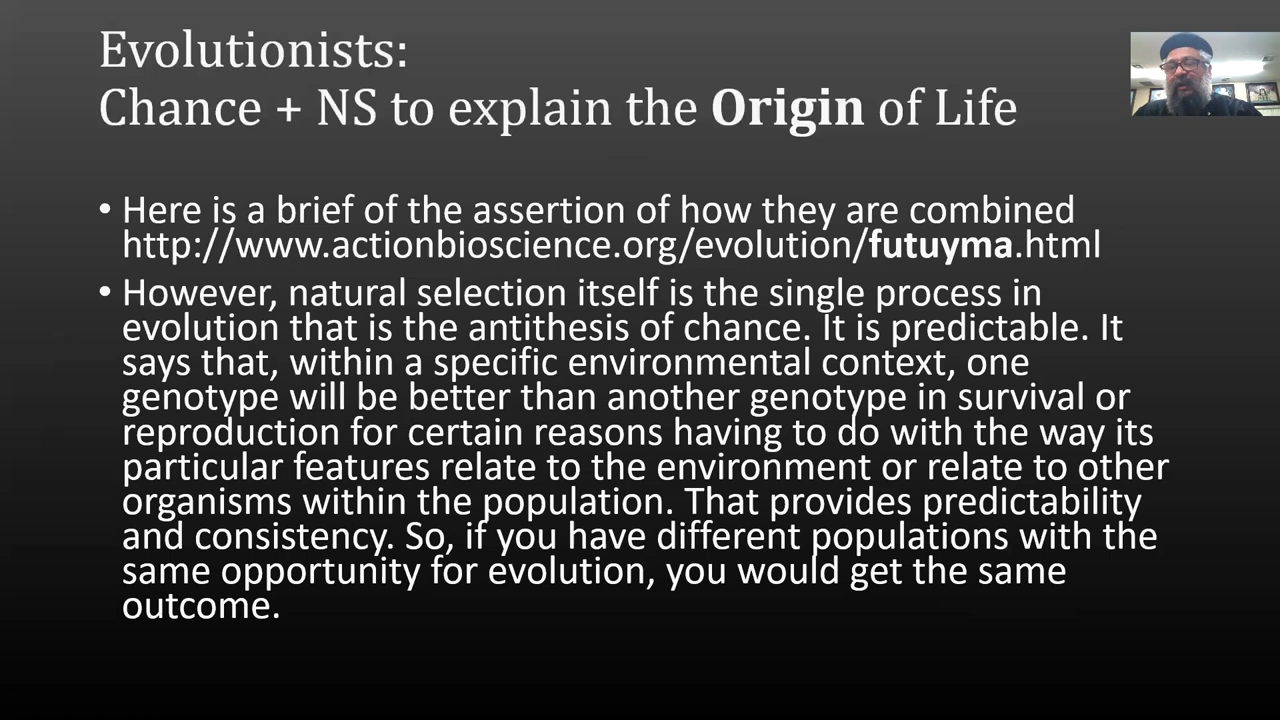 Evolutionists:
Chance + NS to explain the Origin of Life
• Here is a brief of the assertion of how they are combined
http://www.actionbioscience.org/evolution/futuyma.html
• However, natural selection itself is the single process in
evolution that is the antithesis of chance. It is predictable. It
says that, within a specific environmental context, one
genotype will be better than another genotype in survival or
reproduction for certain reasons having to do with the way its
particular features relate to the environment or relate to other
organisms within the population. That provides predictability
and consistency. So, if you have different populations with the
same opportunity for evolution, you would get the same
outcome.